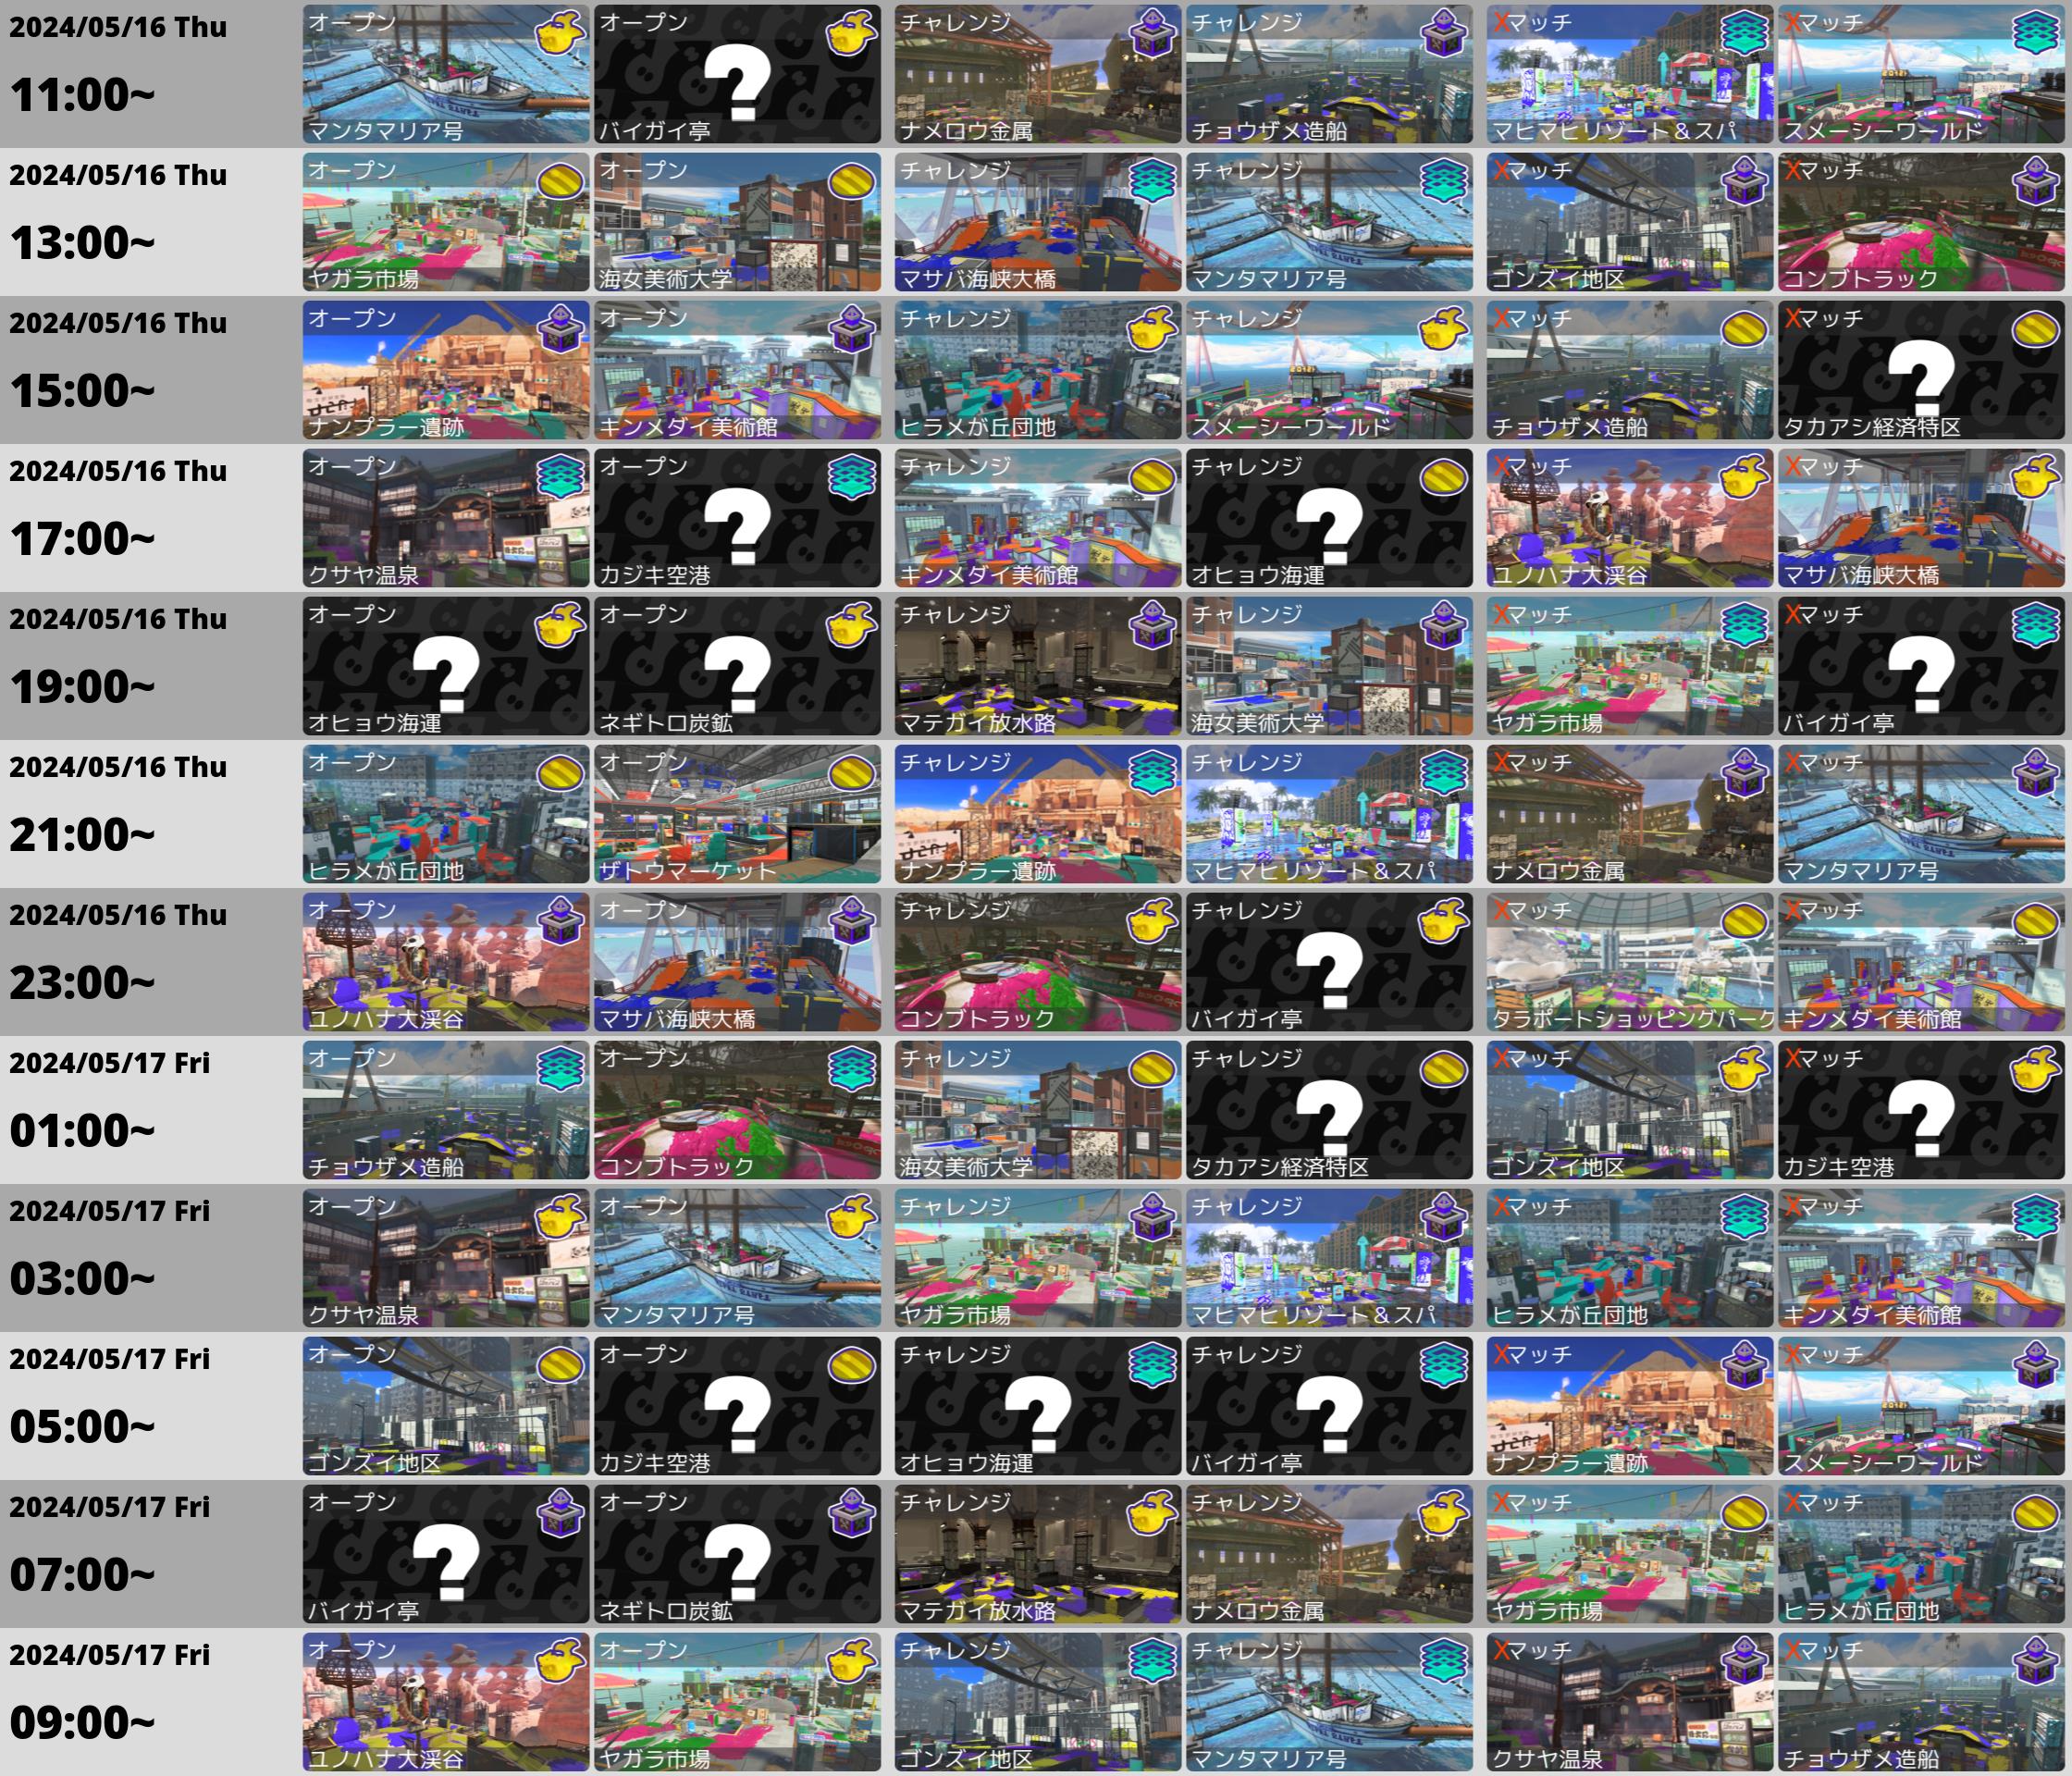 2024/05/16 Thu
11:00~
オープン
マンタマリア号
オープン
バイガイ亭
チャレンジ
ナメロウ金属
チャレンジ
チョウザメ造船
Xマッチ
マヒマヒリゾート＆スパ
Xマッチ
スメーシーワールド
2024/05/16 Thu
13:00~
オープン
ヤガラ市場
オープン
海女美術大学
チャレンジ
マサバ海峡大橋
チャレンジ
マンタマリア号
Xマッチ
ゴンズイ地区
Xマッチ
コンブトラック
2024/05/16 Thu
15:00~
オープン
ナンプラー遺跡
オープン
キンメダイ美術館
チャレンジ
ヒラメが丘団地
チャレンジ
スメーシーワールド
Xマッチ
チョウザメ造船
Xマッチ
タカアシ経済特区
2024/05/16 Thu
17:00~
オープン
クサヤ温泉
オープン
カジキ空港
チャレンジ
キンメダイ美術館
チャレンジ
オヒョウ海運
Xマッチ
ユノハナ大渓谷
Xマッチ
マサバ海峡大橋
2024/05/16 Thu
19:00~
オープン
オヒョウ海運
オープン
ネギトロ炭鉱
チャレンジ
マテガイ放水路
チャレンジ
海女美術大学
Xマッチ
ヤガラ市場
Xマッチ
バイガイ亭
2024/05/16 Thu
21:00~
オープン
ヒラメが丘団地
オープン
ザトウマーケット
チャレンジ
ナンプラー遺跡
チャレンジ
マヒマヒリゾート＆スパ
Xマッチ
ナメロウ金属
Xマッチ
マンタマリア号
2024/05/16 Thu
23:00~
オープン
ユノハナ大渓谷
オープン
マサバ海峡大橋
チャレンジ
コンブトラック
チャレンジ
バイガイ亭
Xマッチ
タラポートショッピングパーク
Xマッチ
キンメダイ美術館
2024/05/17 Fri
01:00~
オープン
チョウザメ造船
オープン
コンブトラック
チャレンジ
海女美術大学
チャレンジ
タカアシ経済特区
Xマッチ
ゴンズイ地区
Xマッチ
カジキ空港
2024/05/17 Fri
03:00~
オープン
クサヤ温泉
オープン
マンタマリア号
チャレンジ
ヤガラ市場
チャレンジ
マヒマヒリゾート＆スパ
Xマッチ
ヒラメが丘団地
Xマッチ
キンメダイ美術館
2024/05/17 Fri
05:00~
オープン
ゴンズイ地区
オープン
カジキ空港
チャレンジ
オヒョウ海運
チャレンジ
バイガイ亭
Xマッチ
ナンプラー遺跡
Xマッチ
スメーシーワールド
2024/05/17 Fri
07:00~
オープン
バイガイ亭
オープン
ネギトロ炭鉱
チャレンジ
マテガイ放水路
チャレンジ
ナメロウ金属
Xマッチ
ヤガラ市場
Xマッチ
ヒラメが丘団地
2024/05/17 Fri
09:00~
オープン
ユノハナ大渓谷
オープン
ヤガラ市場
チャレンジ
ゴンズイ地区
チャレンジ
マンタマリア号
Xマッチ
クサヤ温泉
Xマッチ
チョウザメ造船